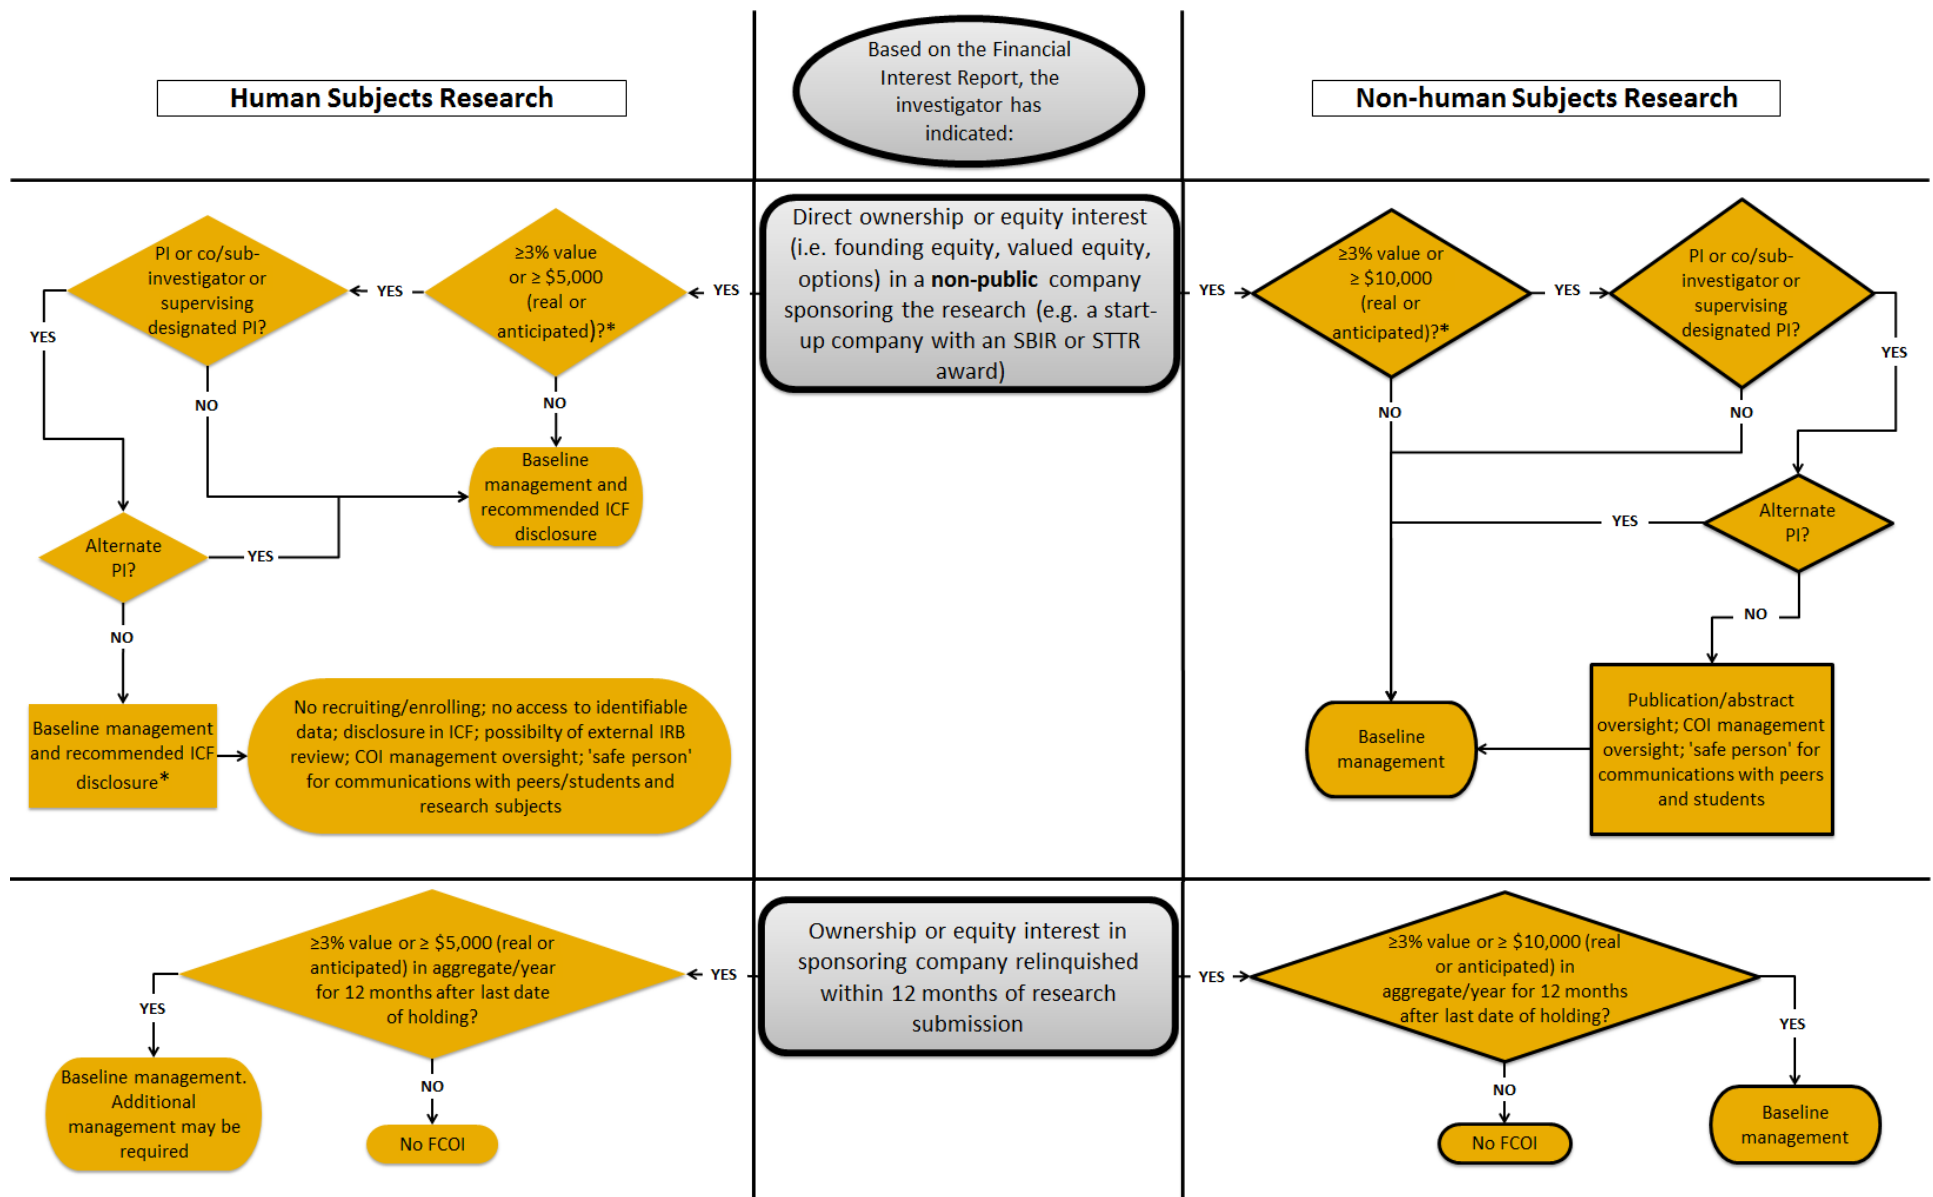 Human Subjects Research
Based on the Financial
Interest Report, the
investigator has
indicated:
Non-human Subjects Research
PI or co/sub-
investigator or
supervising
designated PI?
≥3% value
or ≥ $5,000
(real or
anticipated)?*
YES
YES
Direct ownership or equity interest
(i.e. founding equity, valued equity,
options) in a non-public company
sponsoring the research (e.g. a start-
up company with an SBIR or STTR
award)
YES
≥3% value or
≥ $10,000
(real or
anticipated)?*
YES
PI or co/sub-
investigator or
supervising
designated PI?
YES
NO
NO
YES
NO
NO
Baseline
management and
recommended ICF
disclosure
Alternate
PI?
YES
NO
YES
Alternate
PI?
NO
Baseline management
and recommended ICF
disclosure*
No recruiting/enrolling; no access to identifiable
data; disclosure in ICF; possibilty of external IRB
review; COI management oversight; 'safe person'
for communications with peers/students and
research subjects
Baseline
management
Publication/abstract
oversight; COI management
oversight; 'safe person' for
communications with peers
and students
≥3% value or ≥ $5,000 (real or
anticipated) in aggregate/year
for 12 months after last date
of holding?
YES
Ownership or equity interest in
sponsoring company relinquished
within 12 months of research
submission
YES
≥3% value or ≥ $10,000 (real
or anticipated) in
aggregate/year for 12 months
after last date of holding?
YES
NO
YES
NO
Baseline management.
Additional
management may be
required
No FCOI
No FCOI
Baseline
management